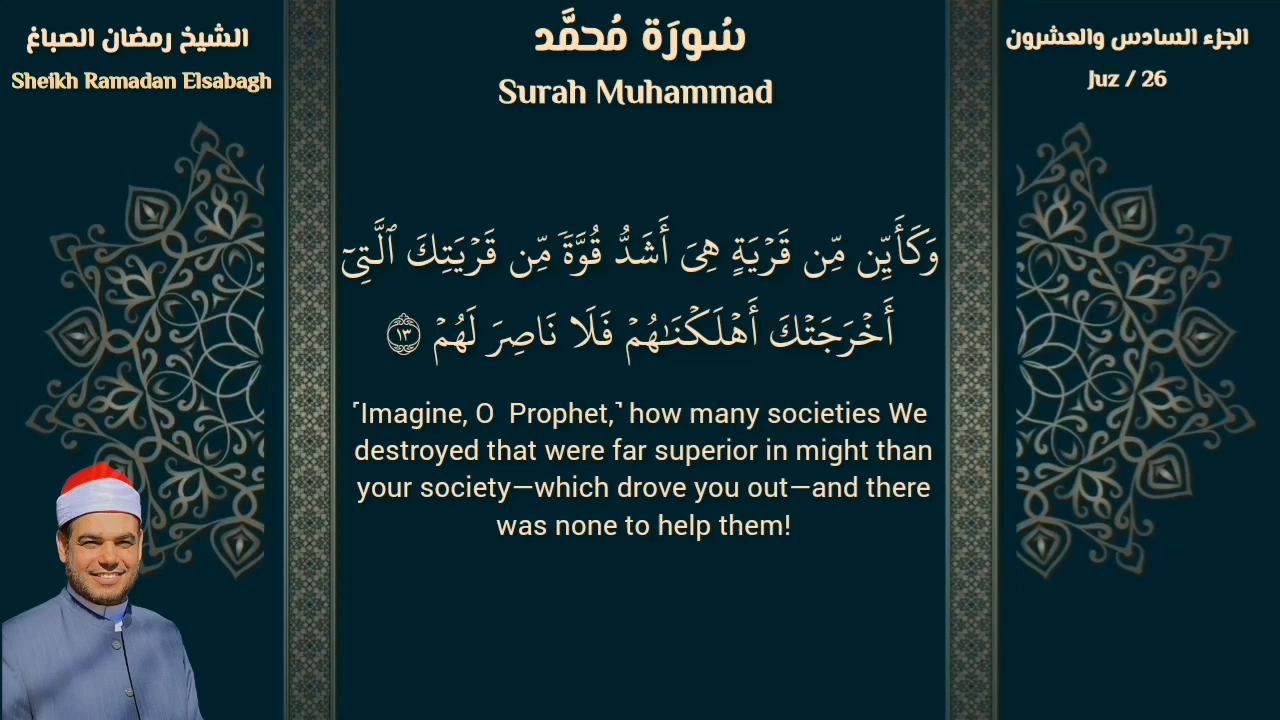 الشيخ رمضان الصباغ
Sheikh Ramadan Elsabagh
سُورَة مُحمَّد
Surah Muhammad
الجزء السادس والعشرون
Juz / 26
وَكَأَيِّن مِّن قَرۡيَةٍ هِىَ أَشَدُّ قُوَّةً مِّن قَرۡيَتِكَ ٱلَّتِىٓ
أَخۡرَجَتۡكَ أَهۡلَكۡنَـٰهُمۡ فَلَا نَاصِرَ لَهُمۡ ١٣
˹Imagine, O  Prophet,˺ how many societies We
destroyed that were far superior in might than
your society—which drove you out—and there
was none to help them!